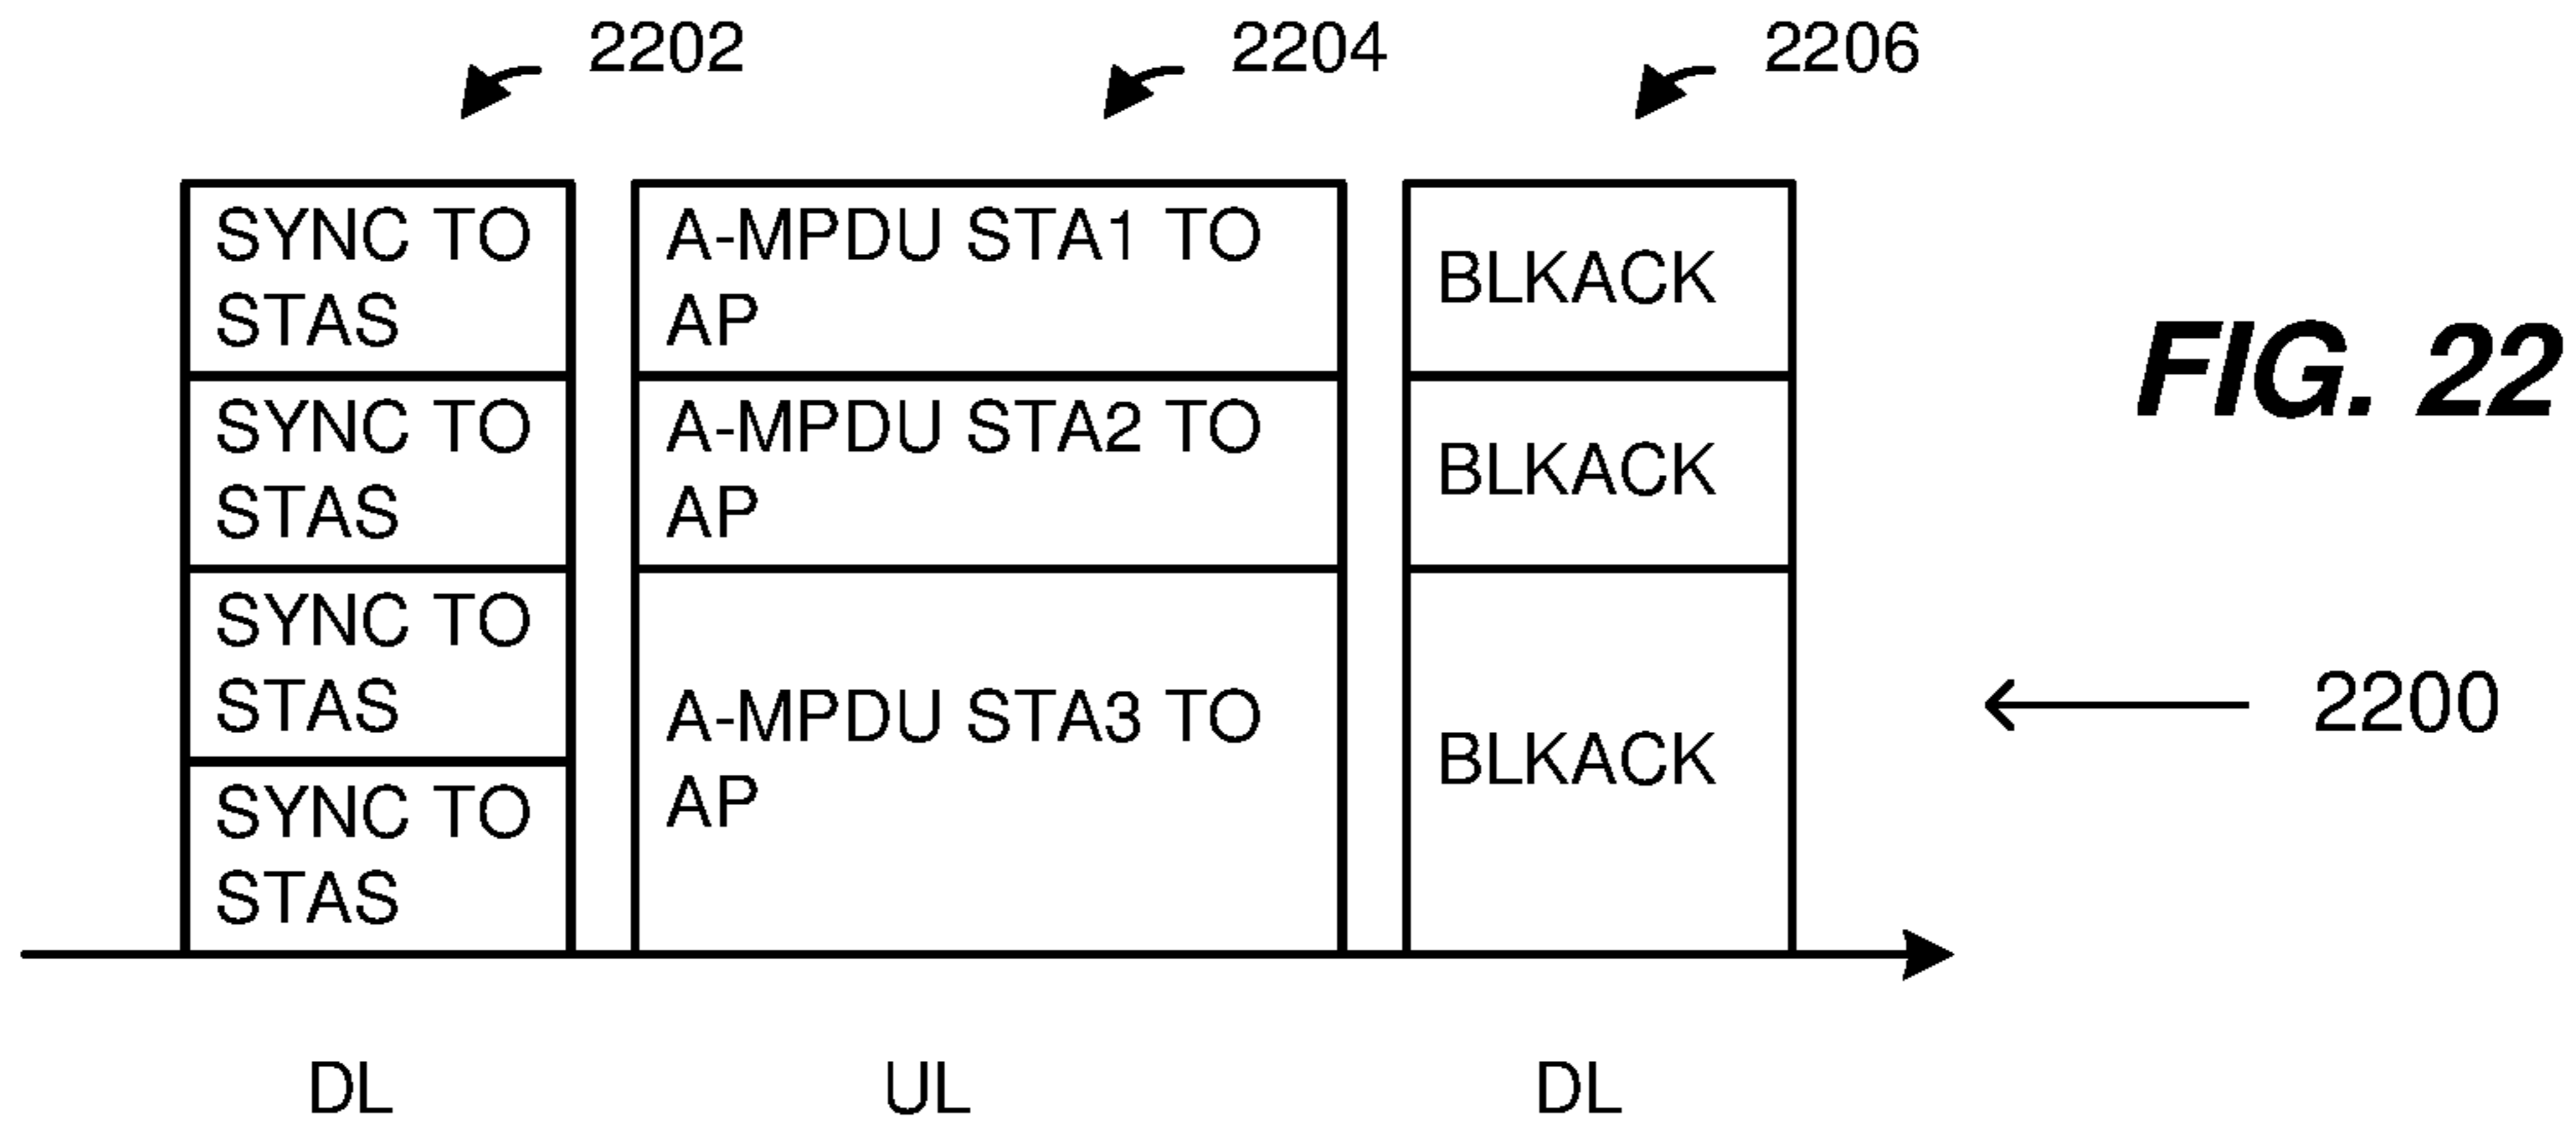 2202
2204
2206
SYNC TO
STAS
SYNC TO
STAS
SYNC TO
STAS
SYNC TO
STAS
A-MPDU STA1 TO
AP
A-MPDU STA2 TO
AP
A-MPDU STA3 TO
AP
BLKACK
BLKACK
BLKACK
FIG. 22
2200
DL
UL
DL